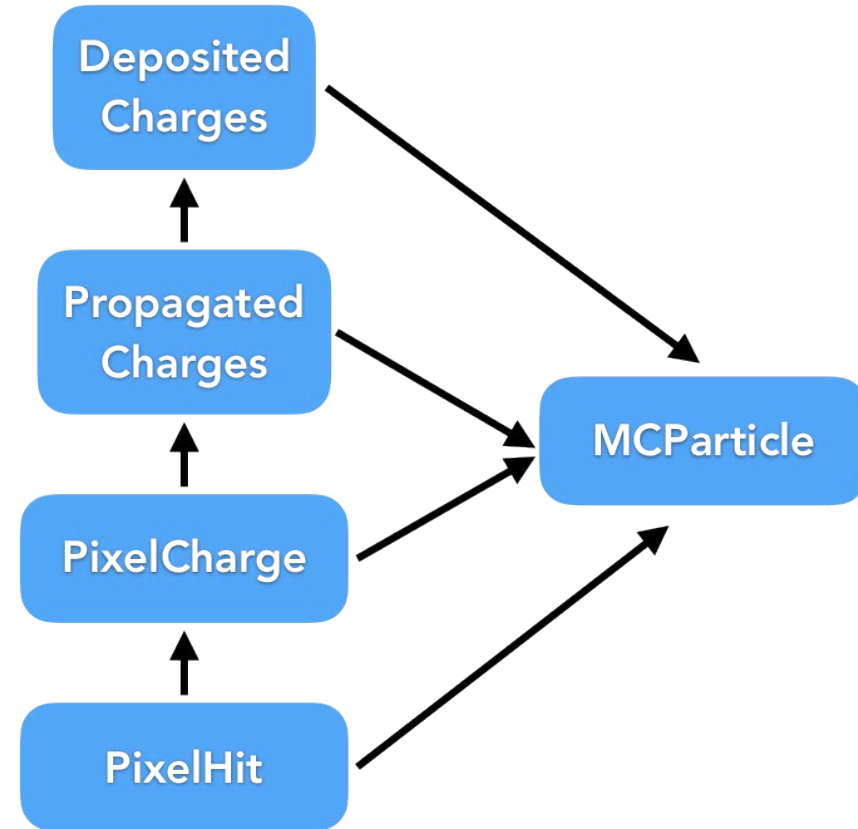 Deposited
Charges
Propagated
Charges
MCParticle
PixelCharge
PixelHit